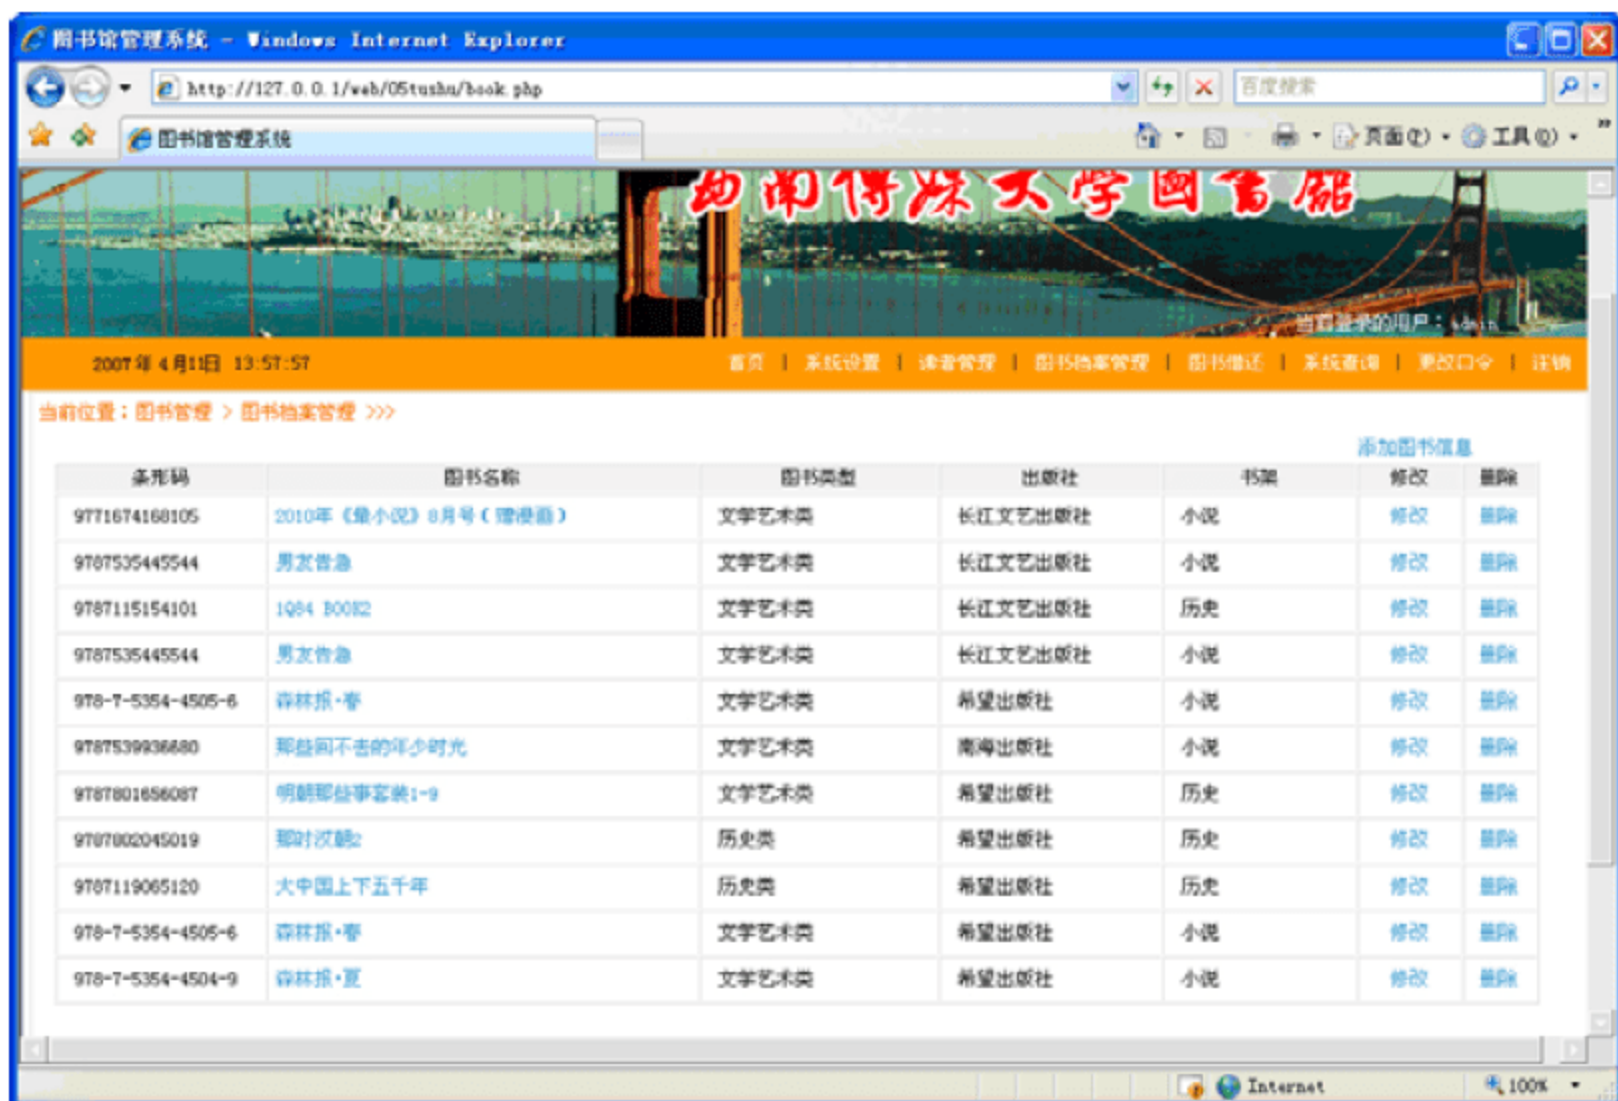 图书馆管理系统 - Windows Internet Explorer
http://127.0.0.1/web/05tushu/book.php
百度搜索
图书馆管理系统
页面(P) 工具(O)
西南传媒大学圖書館
当前登录的用户：admin
2007年 4月11日 13:57:57 首页 | 系统设置 | 读者管理 | 图书档案管理 | 图书借还 | 系统查询 | 更改口令 | 注销
当前位置：图书管理 > 图书档案管理 >>>
添加图书信息
条形码 图书名称 图书类型 出版社 书架 修改 删除
9771674168105 2010年《最小说》8月号（赠漫画） 文学艺术类 长江文艺出版社 小说 修改 删除
9787535445544 男友告急 文学艺术类 长江文艺出版社 小说 修改 删除
9787115154101 1Q84 BOOK2 文学艺术类 长江文艺出版社 历史 修改 删除
9787535445544 男友告急 文学艺术类 长江文艺出版社 小说 修改 删除
978-7-5354-4505-6 森林报·春 文学艺术类 希望出版社 小说 修改 删除
9787539936680 那些回不去的年少时光 文学艺术类 南海出版社 小说 修改 删除
9787801656087 明朝那些事套装1-9 文学艺术类 希望出版社 历史 修改 删除
9787802045019 那时汉朝2 历史类 希望出版社 历史 修改 删除
9787119065120 大中国上下五千年 历史类 希望出版社 历史 修改 删除
978-7-5354-4505-6 森林报·春 文学艺术类 希望出版社 小说 修改 删除
978-7-5354-4504-9 森林报·夏 文学艺术类 希望出版社 小说 修改 删除
Internet 100%